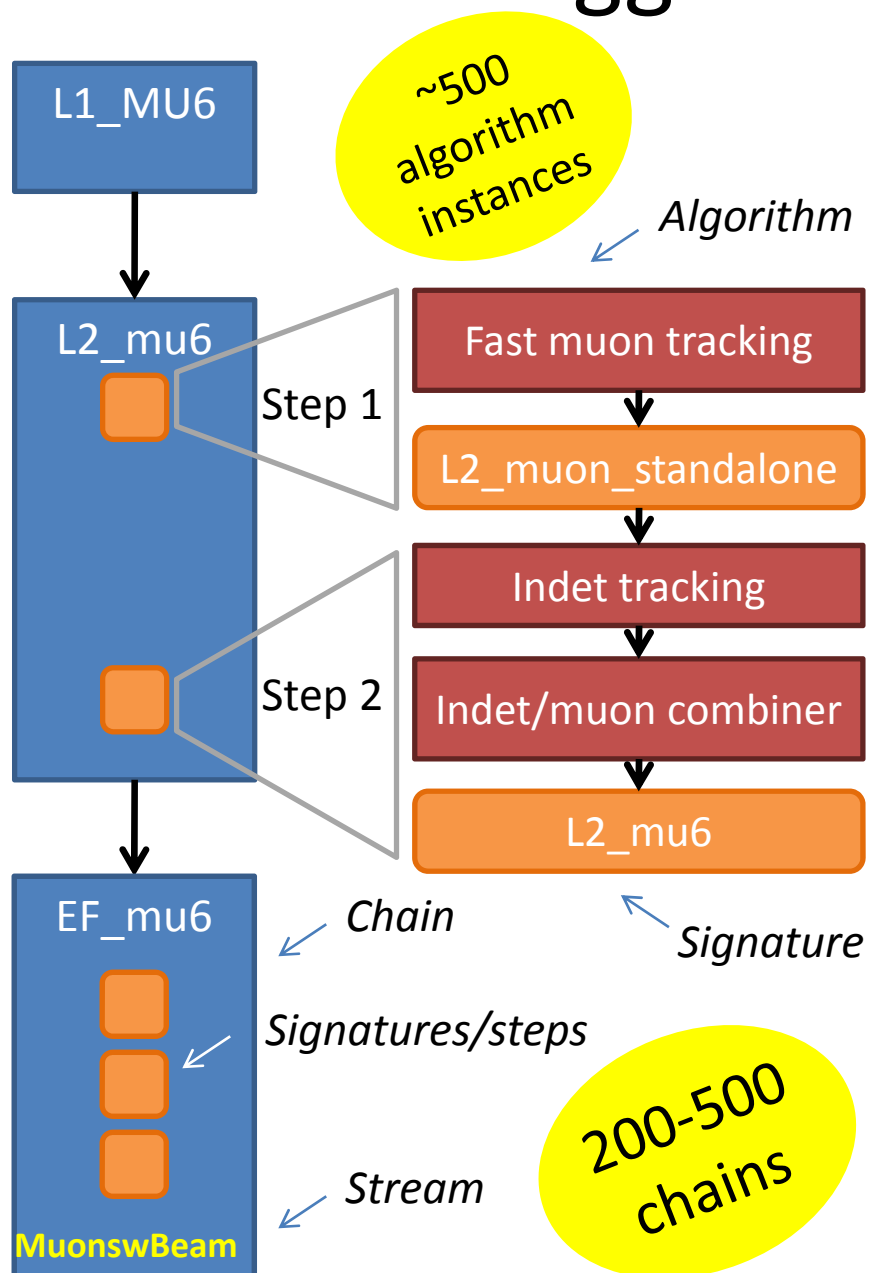 L1_MU6
~500
algorithm
instances
Algorithm
L2_mu6
Step 1
Fast muon tracking
L2_muon_standalone
Step 2
Indet tracking
Indet/muon combiner
L2_mu6
EF_mu6
Chain
Signature
Signatures/steps
200-500
chains
Stream
MuonswBeam